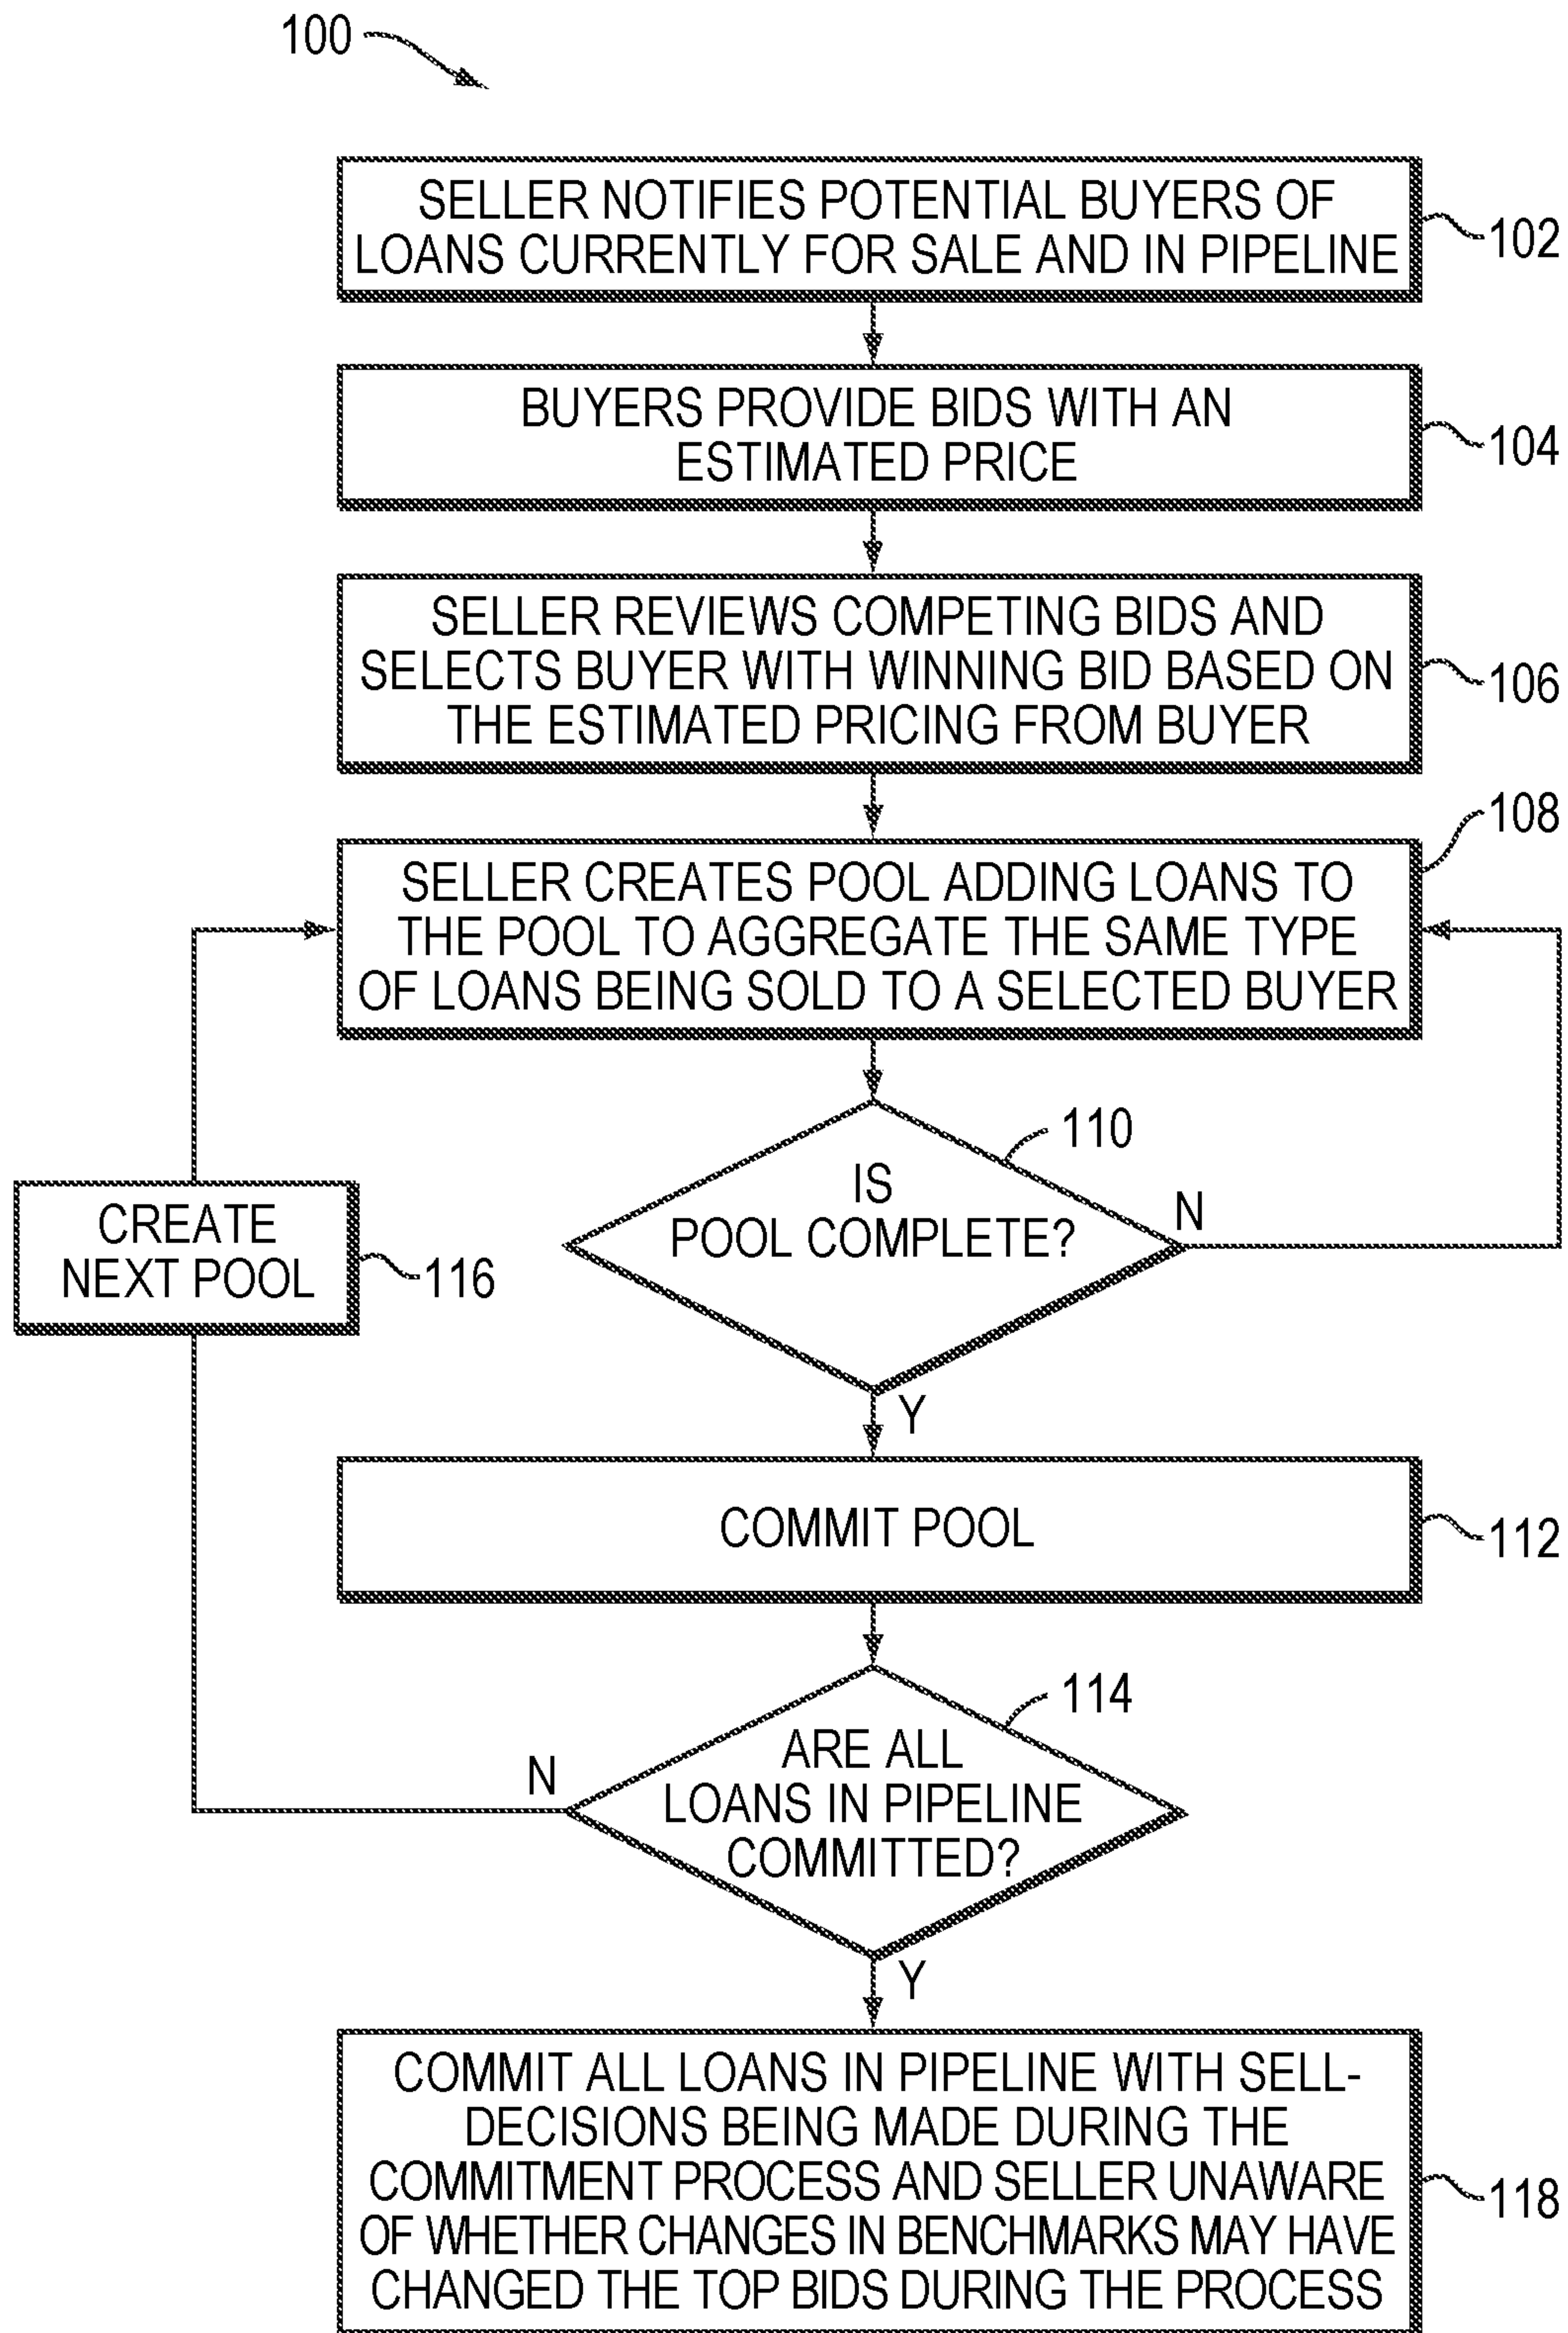 100
SELLER NOTIFIES POTENTIAL BUYERS OF
LOANS CURRENTLY FOR SALE AND IN PIPELINE
102
BUYERS PROVIDE BIDS WITH AN
ESTIMATED PRICE
104
SELLER REVIEWS COMPETING BIDS AND
SELECTS BUYER WITH WINNING BID BASED ON
THE ESTIMATED PRICING FROM BUYER
106
SELLER CREATES POOL ADDING LOANS TO
THE POOL TO AGGREGATE THE SAME TYPE
OF LOANS BEING SOLD TO A SELECTED BUYER
108
IS
POOL COMPLETE?
110
N
Y
CREATE
NEXT POOL
116
COMMIT POOL
112
ARE ALL
LOANS IN PIPELINE
COMMITTED?
114
N
Y
COMMIT ALL LOANS IN PIPELINE WITH SELL-
DECISIONS BEING MADE DURING THE
COMMITMENT PROCESS AND SELLER UNAWARE
OF WHETHER CHANGES IN BENCHMARKS MAY HAVE
CHANGED THE TOP BIDS DURING THE PROCESS
118